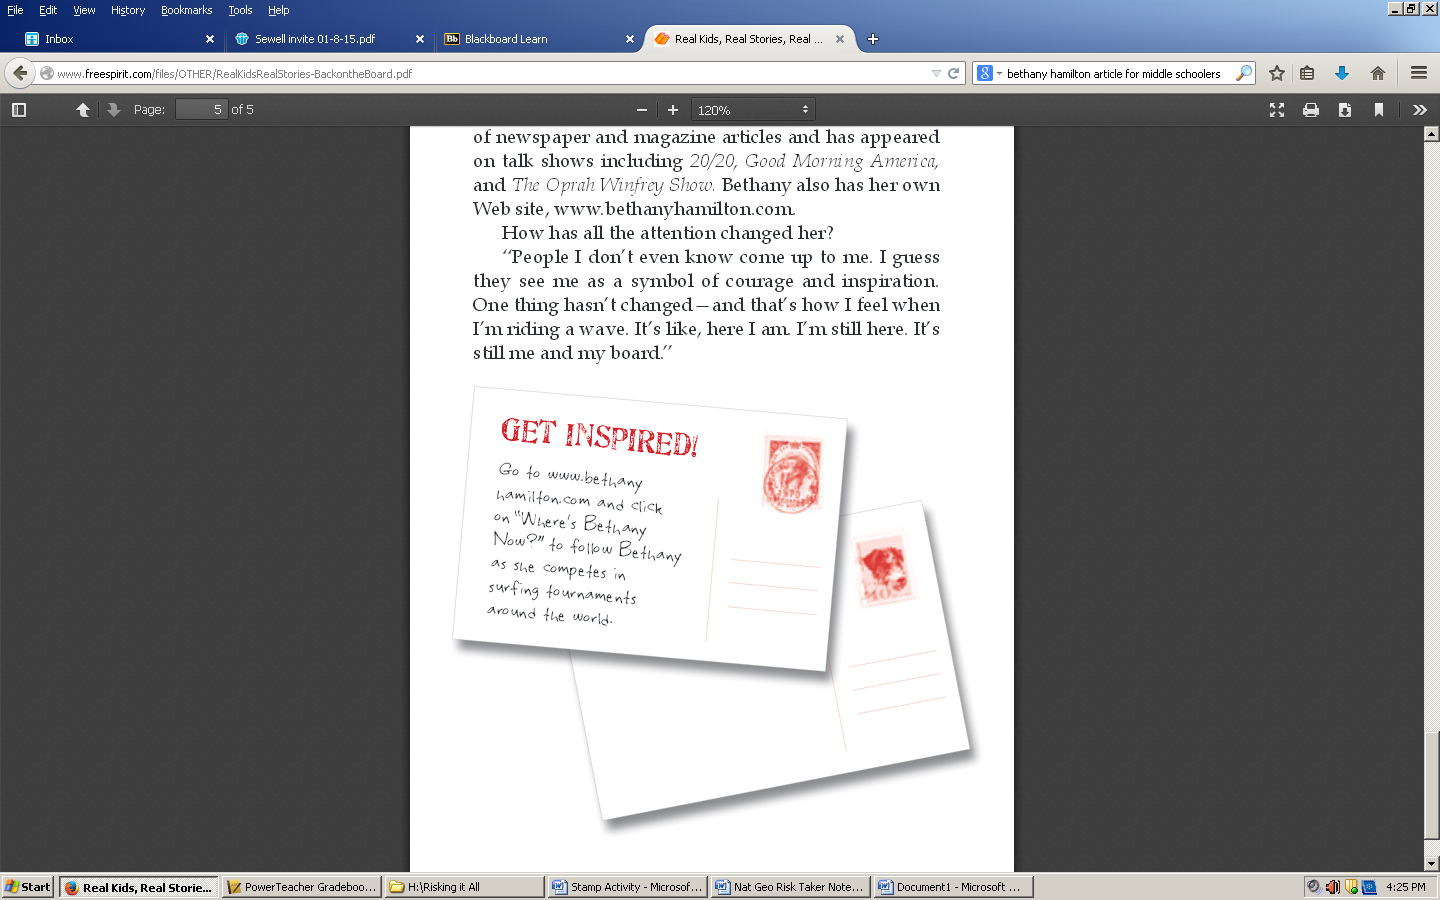 File Edit View History Bookmarks Tools Help
Inbox
Sewell invite 01-8-15.pdf
Bb Blackboard Learn
Real Kids, Real Stories, Real ...
www.freespirit.com/files/OTHER/RealKidsRealStories-BackontheBoard.pdf
bethany hamilton article for middle schoolers
Page: 5 of 5
120%
of newspaper and magazine articles and has appeared
on talk shows including 20/20, Good Morning America,
and The Oprah Winfrey Show. Bethany also has her own
Web site, www.bethanyhamilton.com.
How has all the attention changed her?
“People I don’t even know come up to me. I guess
they see me as a symbol of courage and inspiration.
One thing hasn’t changed—and that’s how I feel when
I’m riding a wave. It’s like, here I am. I’m still here. It’s
still me and my board.”
GET INSPIRED!
Go to www.bethany
hamilton.com and click
on “Where’s Bethany
Now?” to follow Bethany
as she competes in
surfing tournaments
around the world.
Start
Real Kids, Real Storie...
PowerTeacher Gradeboo...
H:\Risking it All
Stamp Activity - Microsof...
Nat Geo Risk Taker Note...
Document1 - Microsoft ...
4:25 PM